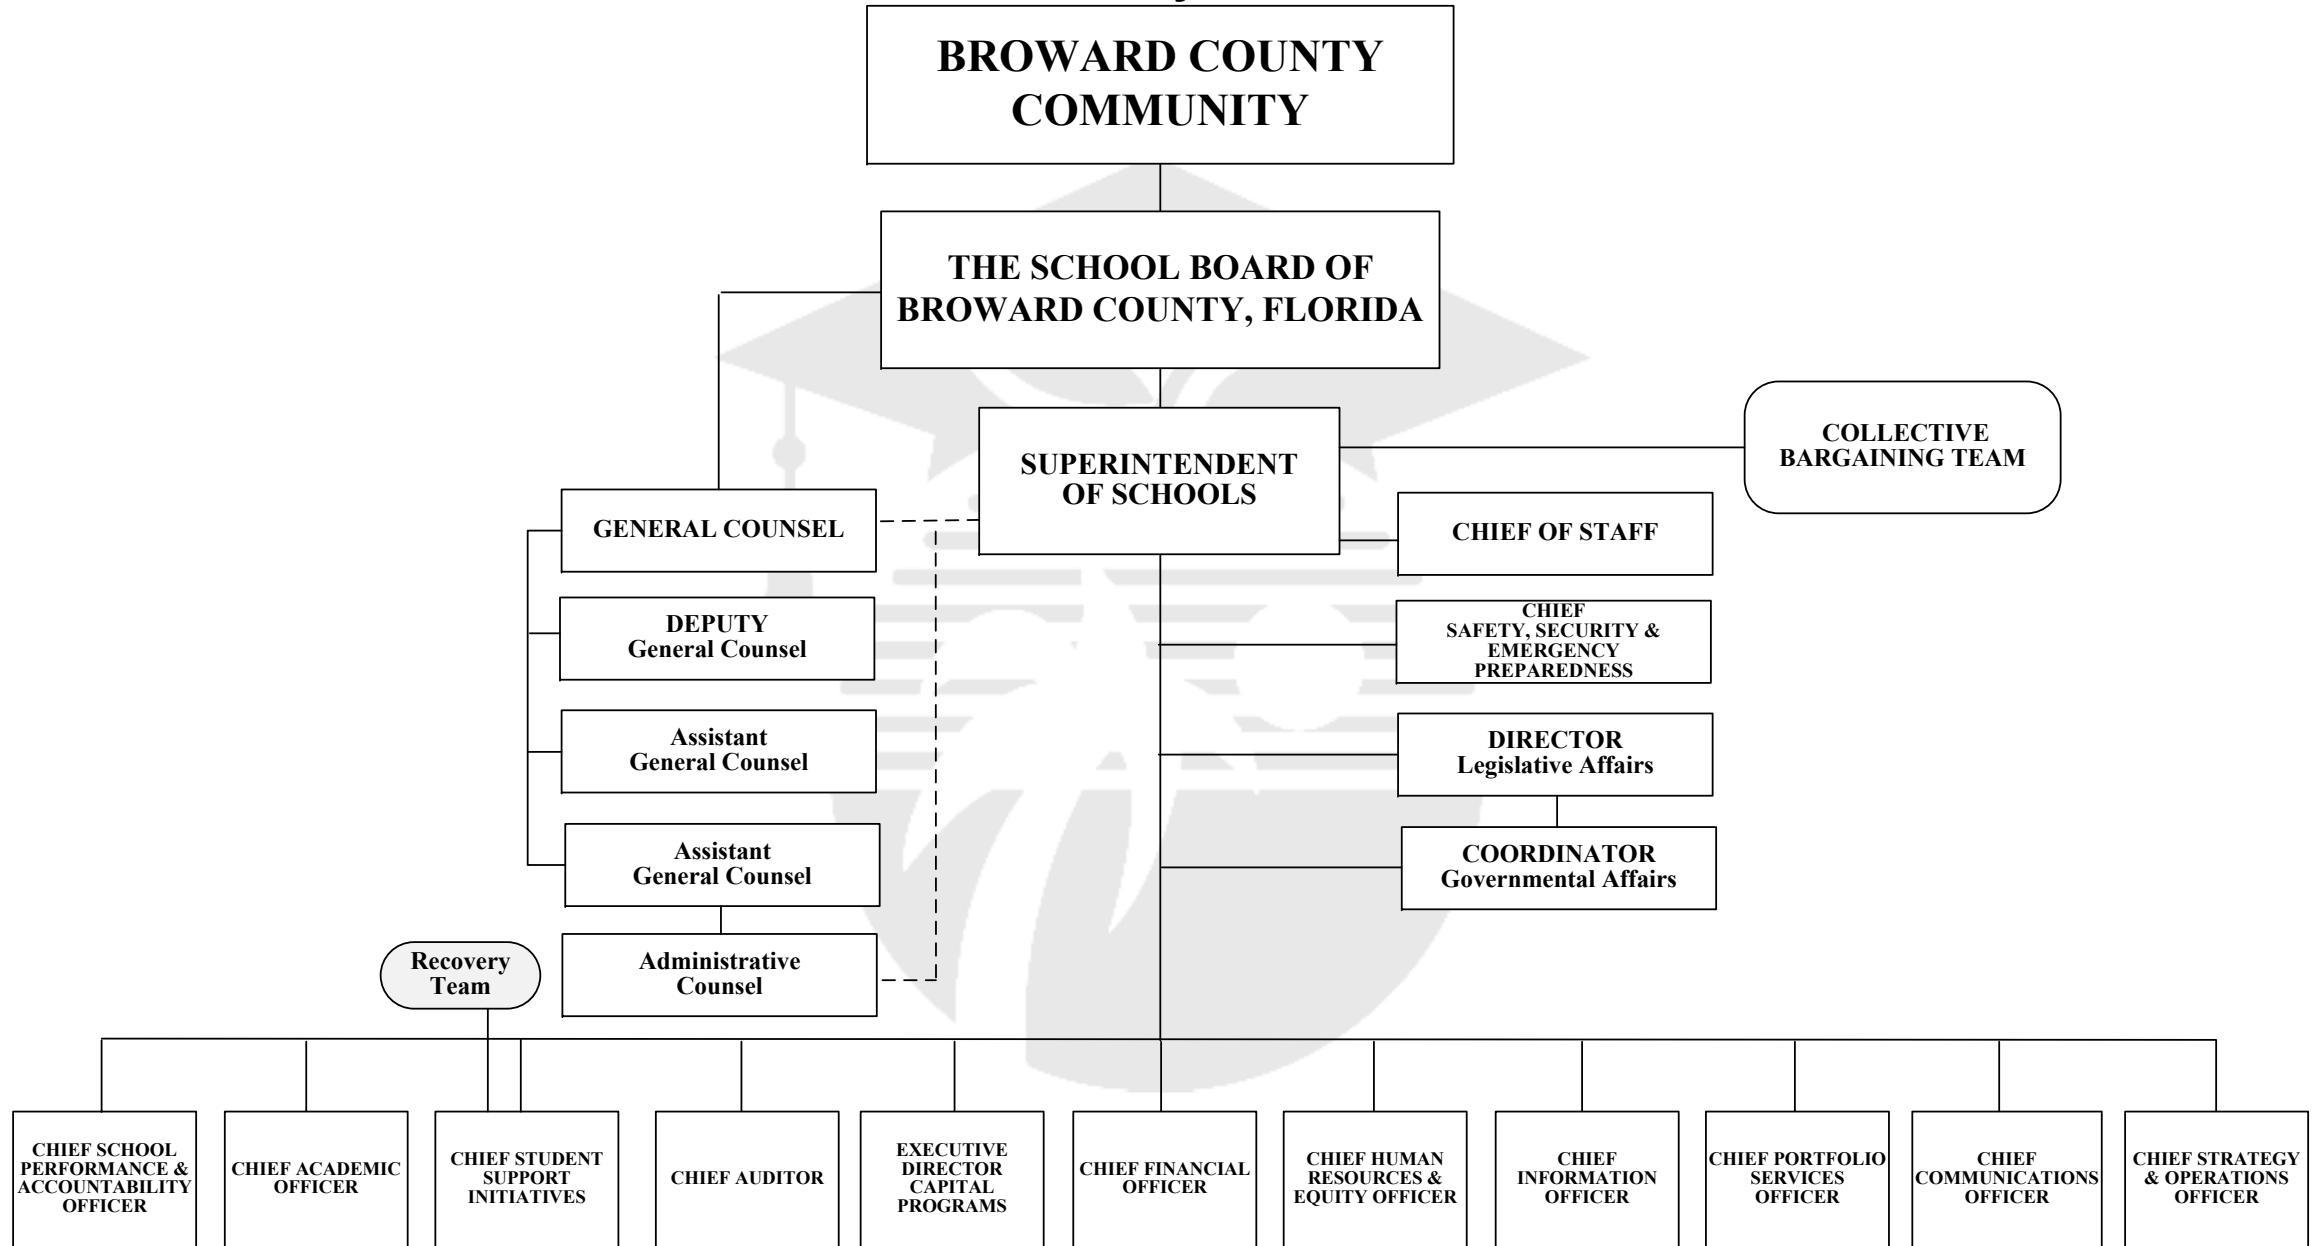 BROWARD COUNTY
COMMUNITY
THE SCHOOL BOARD OF
BROWARD COUNTY, FLORIDA
COLLECTIVE
BARGAINING TEAM
SUPERINTENDENT
OF SCHOOLS
GENERAL COUNSEL
CHIEF OF STAFF
DEPUTY
General Counsel
CHIEF
SAFETY, SECURITY &
EMERGENCY
PREPAREDNESS
Assistant
General Counsel
DIRECTOR
Legislative Affairs
Assistant
General Counsel
COORDINATOR
Governmental Affairs
Recovery
Team
Administrative
Counsel
CHIEF SCHOOL
PERFORMANCE &
ACCOUNTABILITY
OFFICER
CHIEF ACADEMIC
OFFICER
CHIEF STUDENT
SUPPORT
INITIATIVES
CHIEF AUDITOR
EXECUTIVE
DIRECTOR
CAPITAL
PROGRAMS
CHIEF FINANCIAL
OFFICER
CHIEF HUMAN
RESOURCES &
EQUITY OFFICER
CHIEF
INFORMATION
OFFICER
CHIEF PORTFOLIO
SERVICES
OFFICER
CHIEF
COMMUNICATIONS
OFFICER
CHIEF STRATEGY
& OPERATIONS
OFFICER